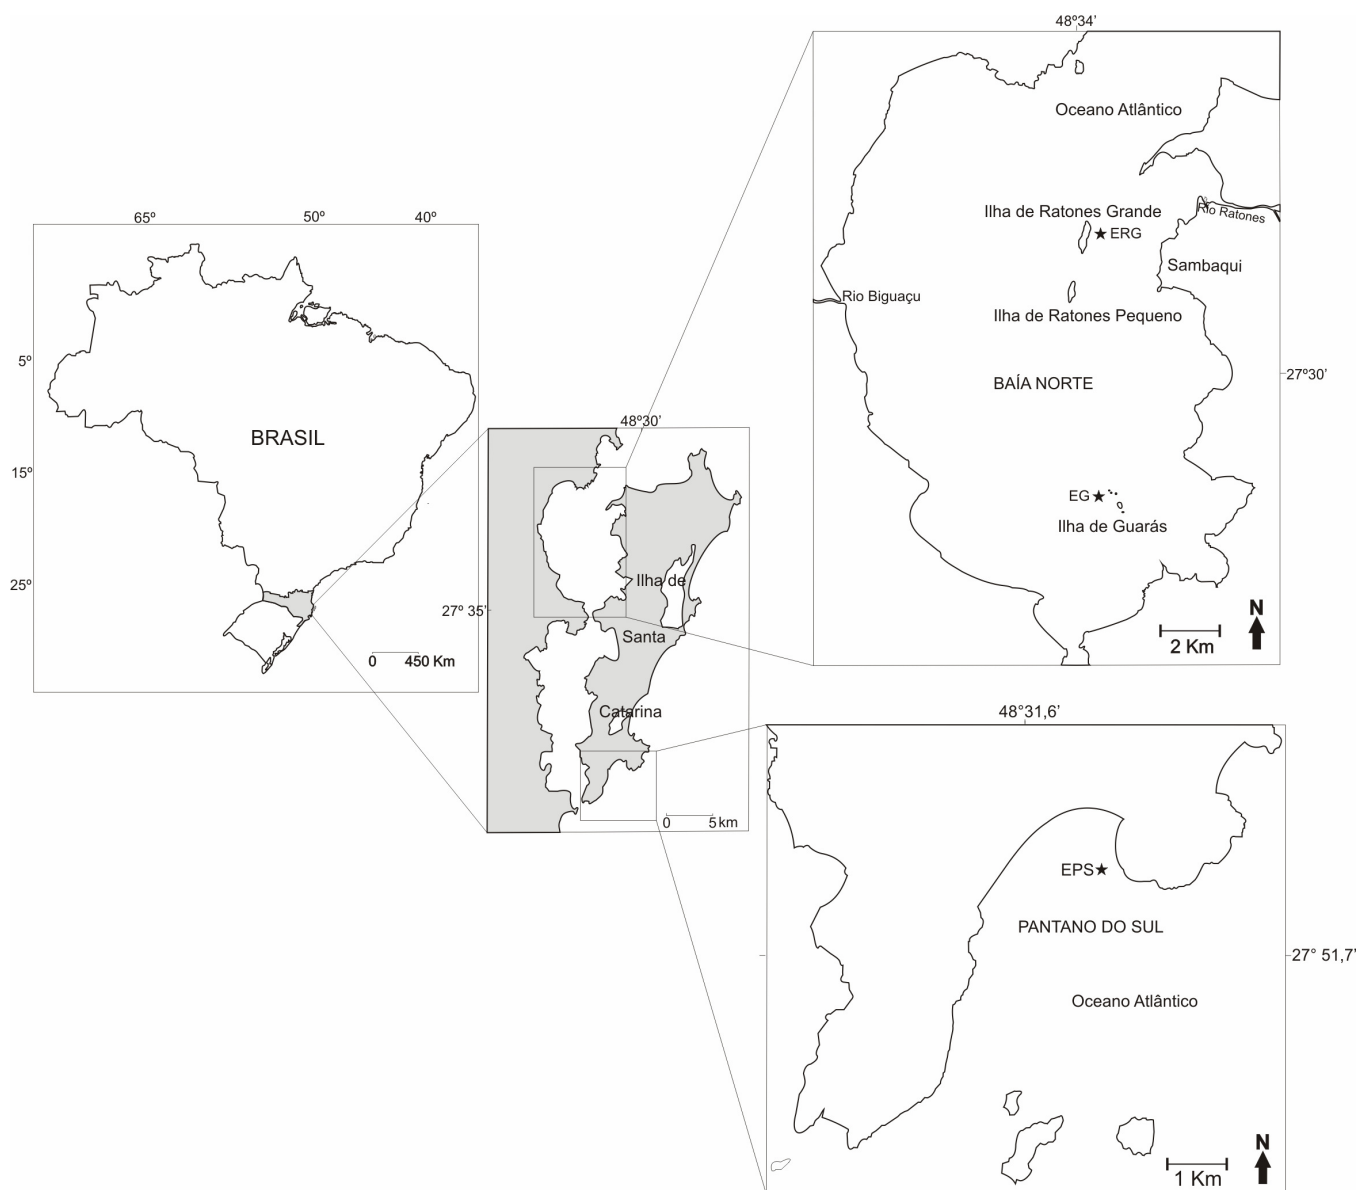 48º34’
Oceano Atlântico
Ilha de Ratones Grande
ERG
Rio Ratones
Sambaqui
Rio Biguaçu
Ilha de Ratones Pequeno
BAÍA NORTE
27º30’
EG
Ilha de Guarás
N
2 Km
65º
50º
40º
5º
15º
25º
BRASIL
0 450 Km
48º30’
27º 35’
Ilha de
Santa
Catarina
0 5 km
48°31,6’
EPS
PANTANO DO SUL
27° 51,7’
Oceano Atlântico
N
1 Km